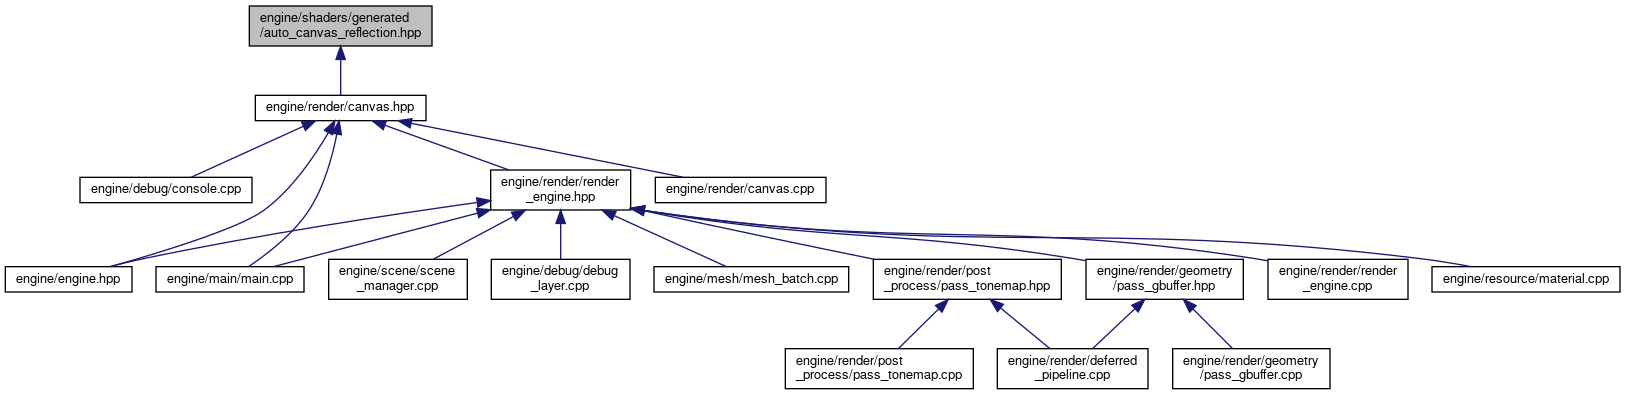 engine/shaders/generated
/auto_canvas_reflection.hpp
engine/render/canvas.hpp
engine/debug/console.cpp
engine/render/render
_engine.hpp
engine/render/canvas.cpp
engine/engine.hpp
engine/main/main.cpp
engine/scene/scene
_manager.cpp
engine/debug/debug
_layer.cpp
engine/mesh/mesh_batch.cpp
engine/render/post
_process/pass_tonemap.hpp
engine/render/geometry
/pass_gbuffer.hpp
engine/render/render
_engine.cpp
engine/resource/material.cpp
engine/render/post
_process/pass_tonemap.cpp
engine/render/deferred
_pipeline.cpp
engine/render/geometry
/pass_gbuffer.cpp